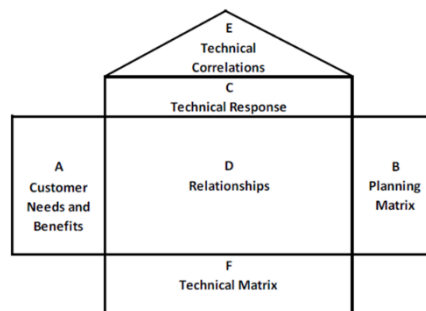 E
Technical
Correlations
C
Technical Response
A
Customer
Needs and
Benefits
D
Relationships
B
Planning
Matrix
F
Technical Matrix